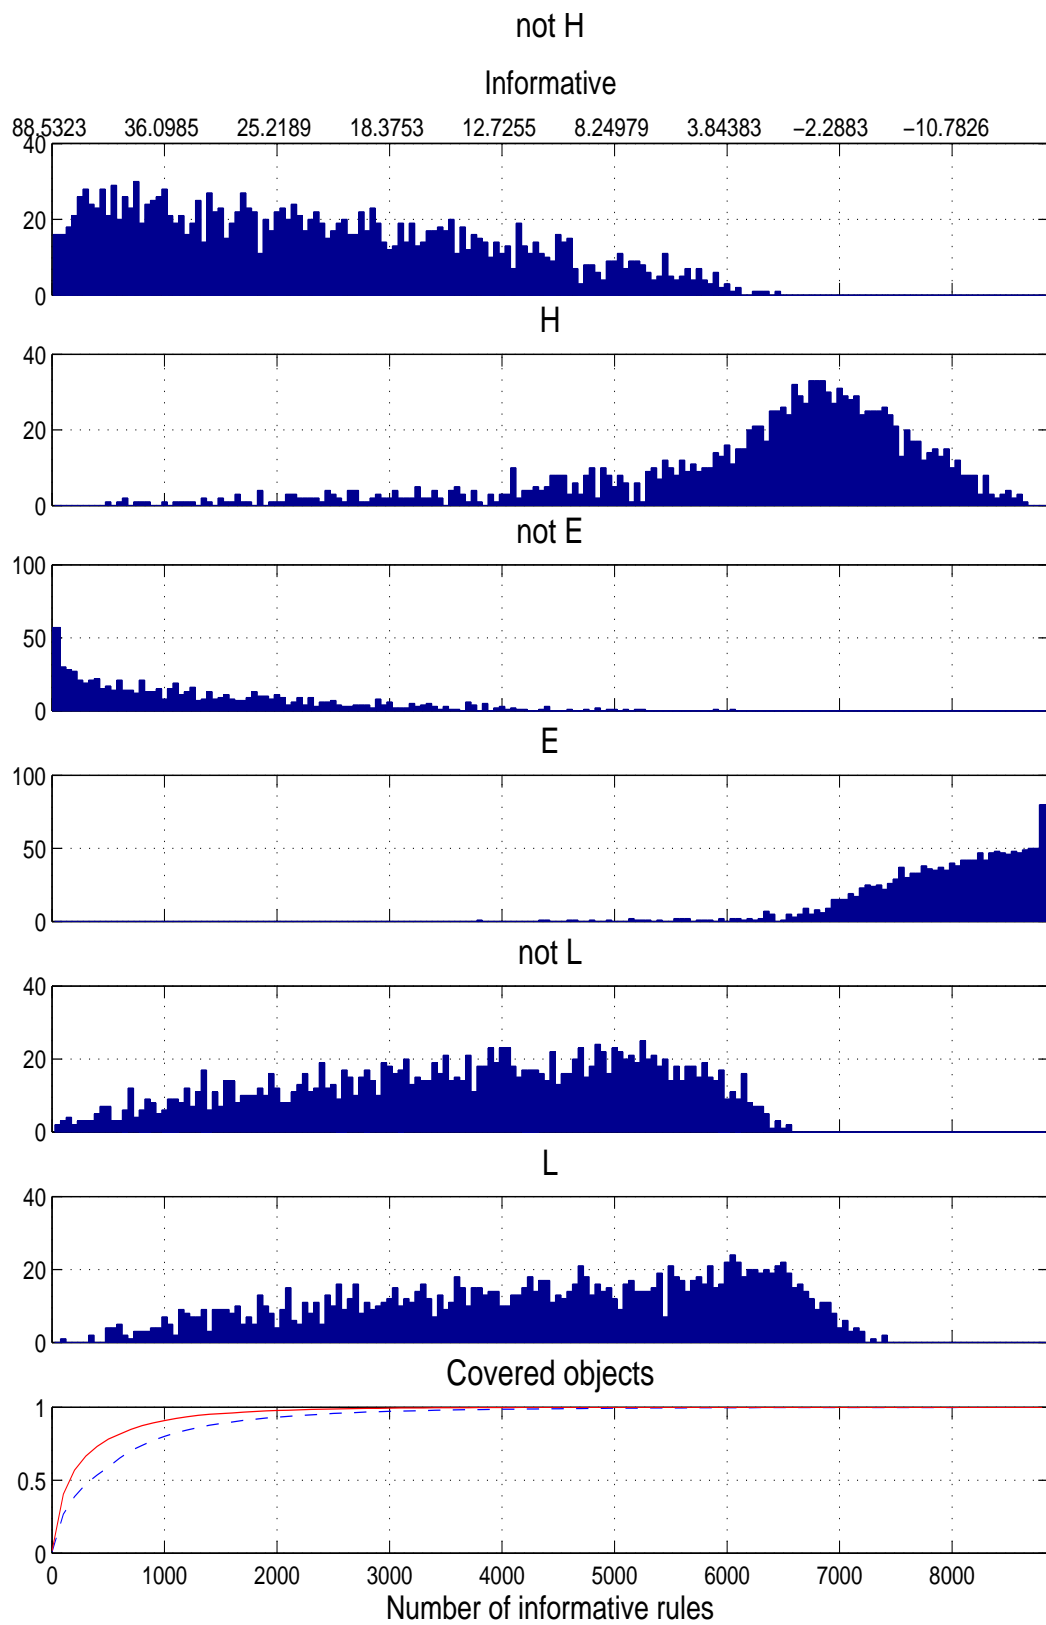 not H
Informative
88.5323 36.0985 25.2189 18.3753 12.7255 8.24979 3.84383 −2.2883 −10.7826
40
20
0
H
40
20
0
not E
100
50
0
E
100
50
0
not L
40
20
0
L
40
20
0
Covered objects
1
0.5
0
0 1000 2000 3000 4000 5000 6000 7000 8000
Number of informative rules